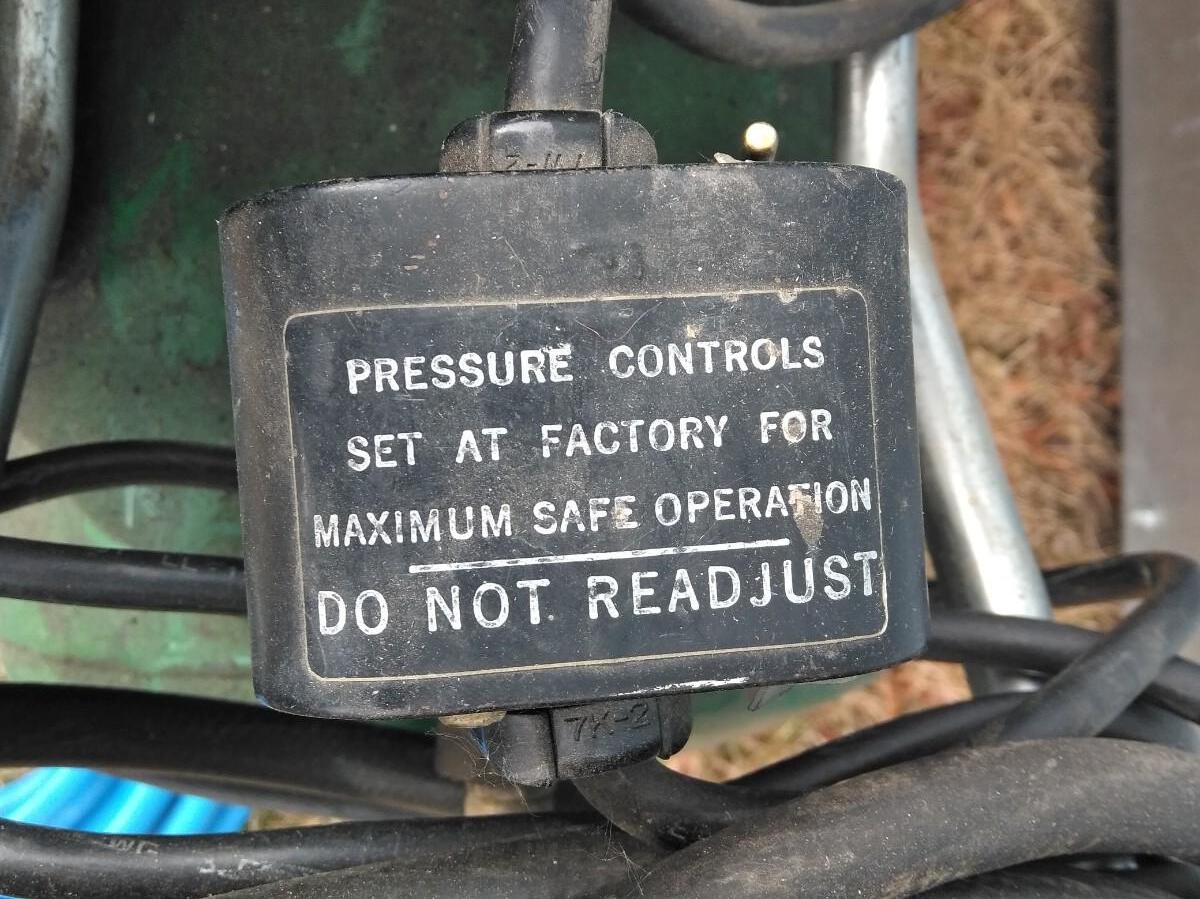 PRESSURE CONTROLS
SET AT FACTORY FOR
MAXIMUM SAFE OPERATION
DO NOT READJUST
7K-2